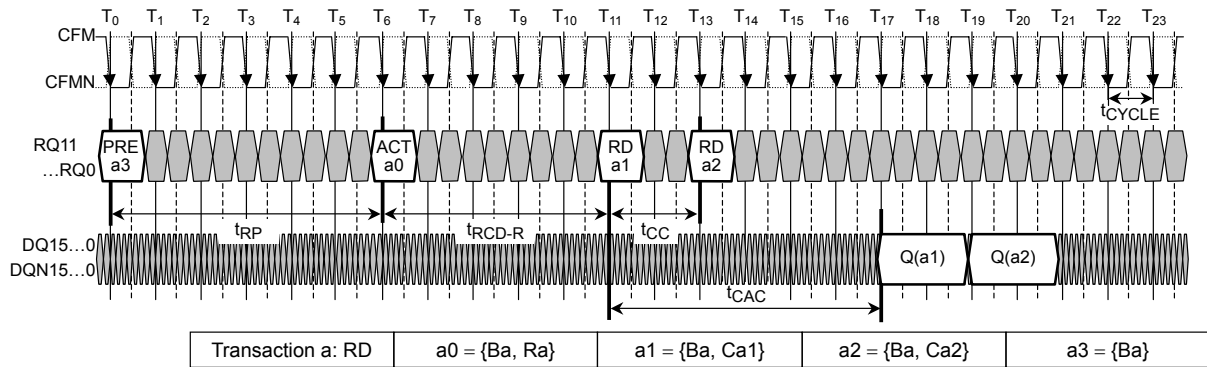 T0 T1 T2 T3 T4 T5 T6 T7 T8 T9 T10 T11 T12 T13 T14 T15 T16 T17 T18 T19 T20 T21 T22 T23
CFM
CFMN
tCYCLE
RQ11
...RQ0
PRE
a3
ACT
a0
RD
a1
RD
a2
tRP
tRCD-R
tCC
DQ15...0
DQN15...0
Q(a1)
Q(a2)
tCAC
Transaction a: RD
a0 = {Ba, Ra}
a1 = {Ba, Ca1}
a2 = {Ba, Ca2}
a3 = {Ba}